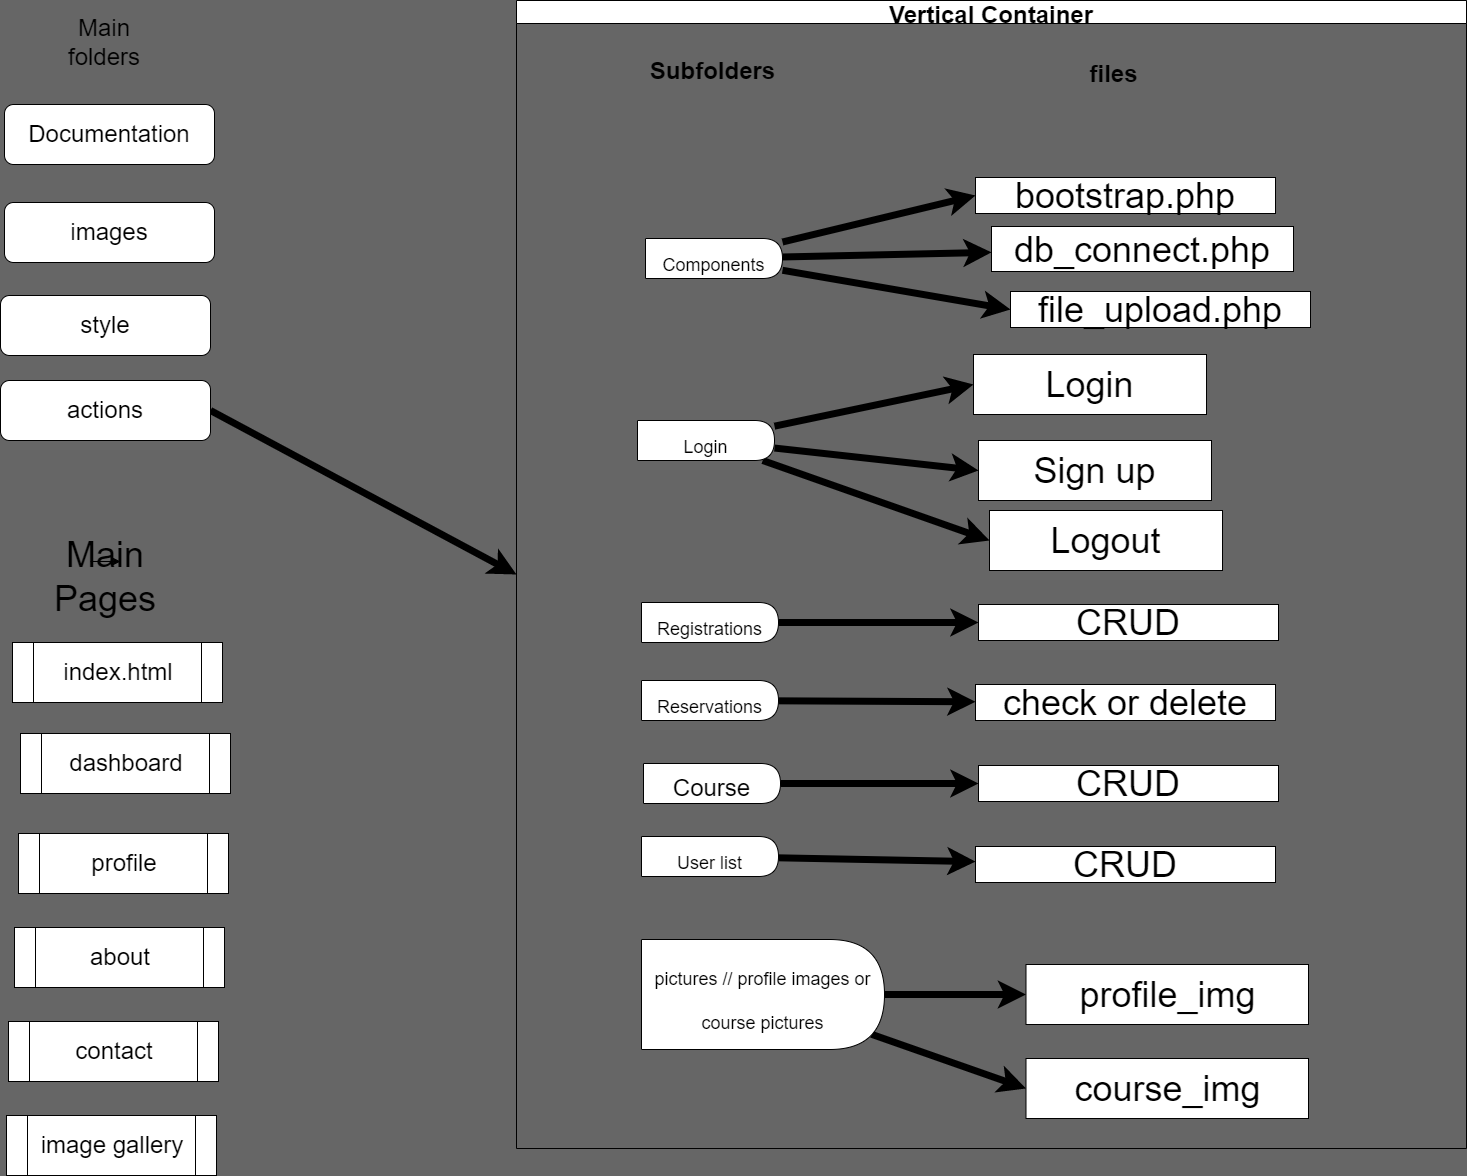 Main
folders
Documentation
images
style
actions
Main
Pages
index.html
dashboard
profile
about
contact
image gallery
Vertical Container
Subfolders
files
Components
bootstrap.php
db_connect.php
file_upload.php
Login
Login
Sign up
Logout
Registrations
CRUD
Reservations
check or delete
Course
CRUD
User list
CRUD
pictures // profile images or
course pictures
profile_img
course_img